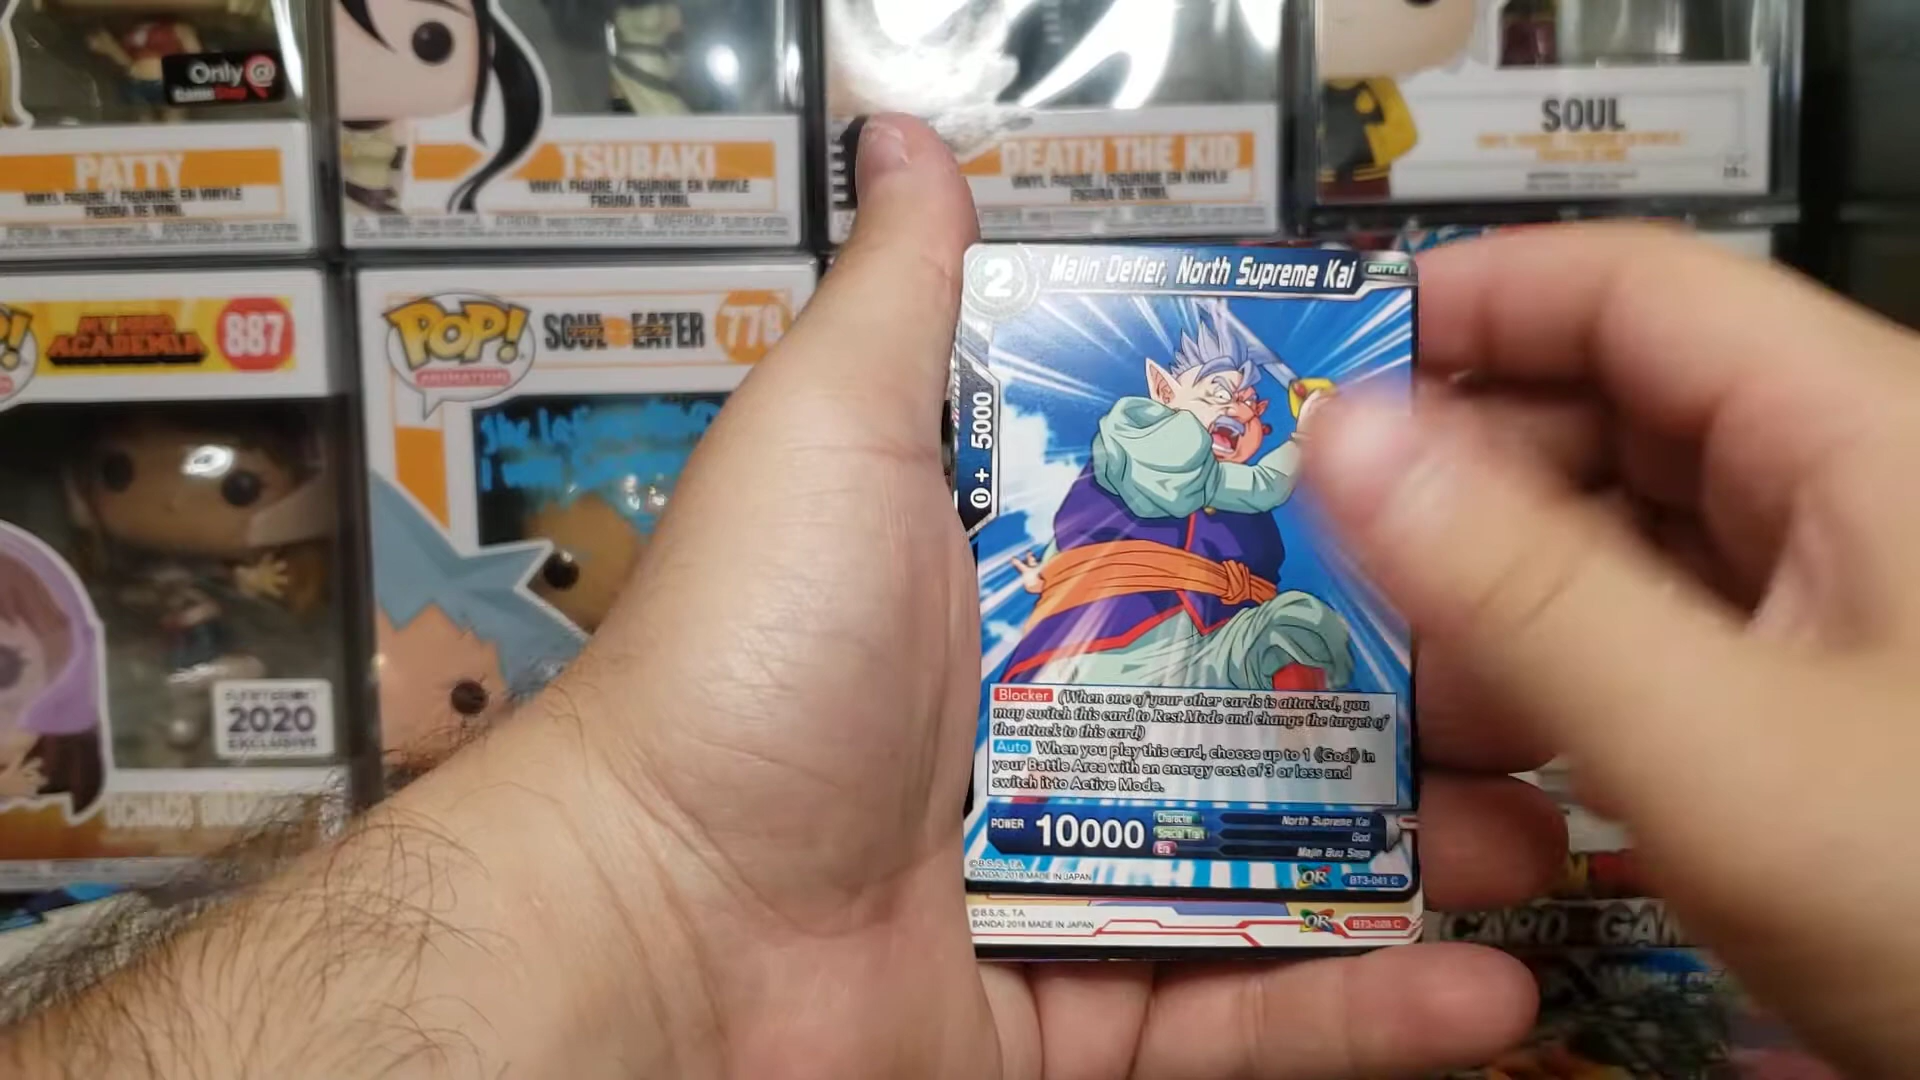 Only @
GameStop
PATTY
VINYL FIGURE / FIGURINE EN VINYLE
FIGURA DE VINIL
TSUBAKI
VINYL FIGURE / FIGURINE EN VINYLE
FIGURA DE VINIL
DEATH THE KID
VINYL FIGURE / FIGURINE EN VINYLE
FIGURA DE VINIL
SOUL
MY HERO
ACADEMIA
887
POP!
ANIMATION
SOUL EATER
778
2020
EXCLUSIVE
2
Majin Defier, North Supreme Kai
BATTLE
0 + 5000
Blocker (When one of your other cards is attacked, you
may switch this card to Rest Mode and change the target of
the attack to this card)
Auto When you play this card, choose up to 1 《God》 in
your Battle Area with an energy cost of 3 or less and
switch it to Active Mode.
POWER 10000
Character North Supreme Kai
Special Trait God
Era Majin Buu Saga
©B.S./S., T.A.
BANDAI 2018 MADE IN JAPAN
OR BT3-041 C
©B.S./S., T.A.
BANDAI 2018 MADE IN JAPAN
OR
CARD GAM